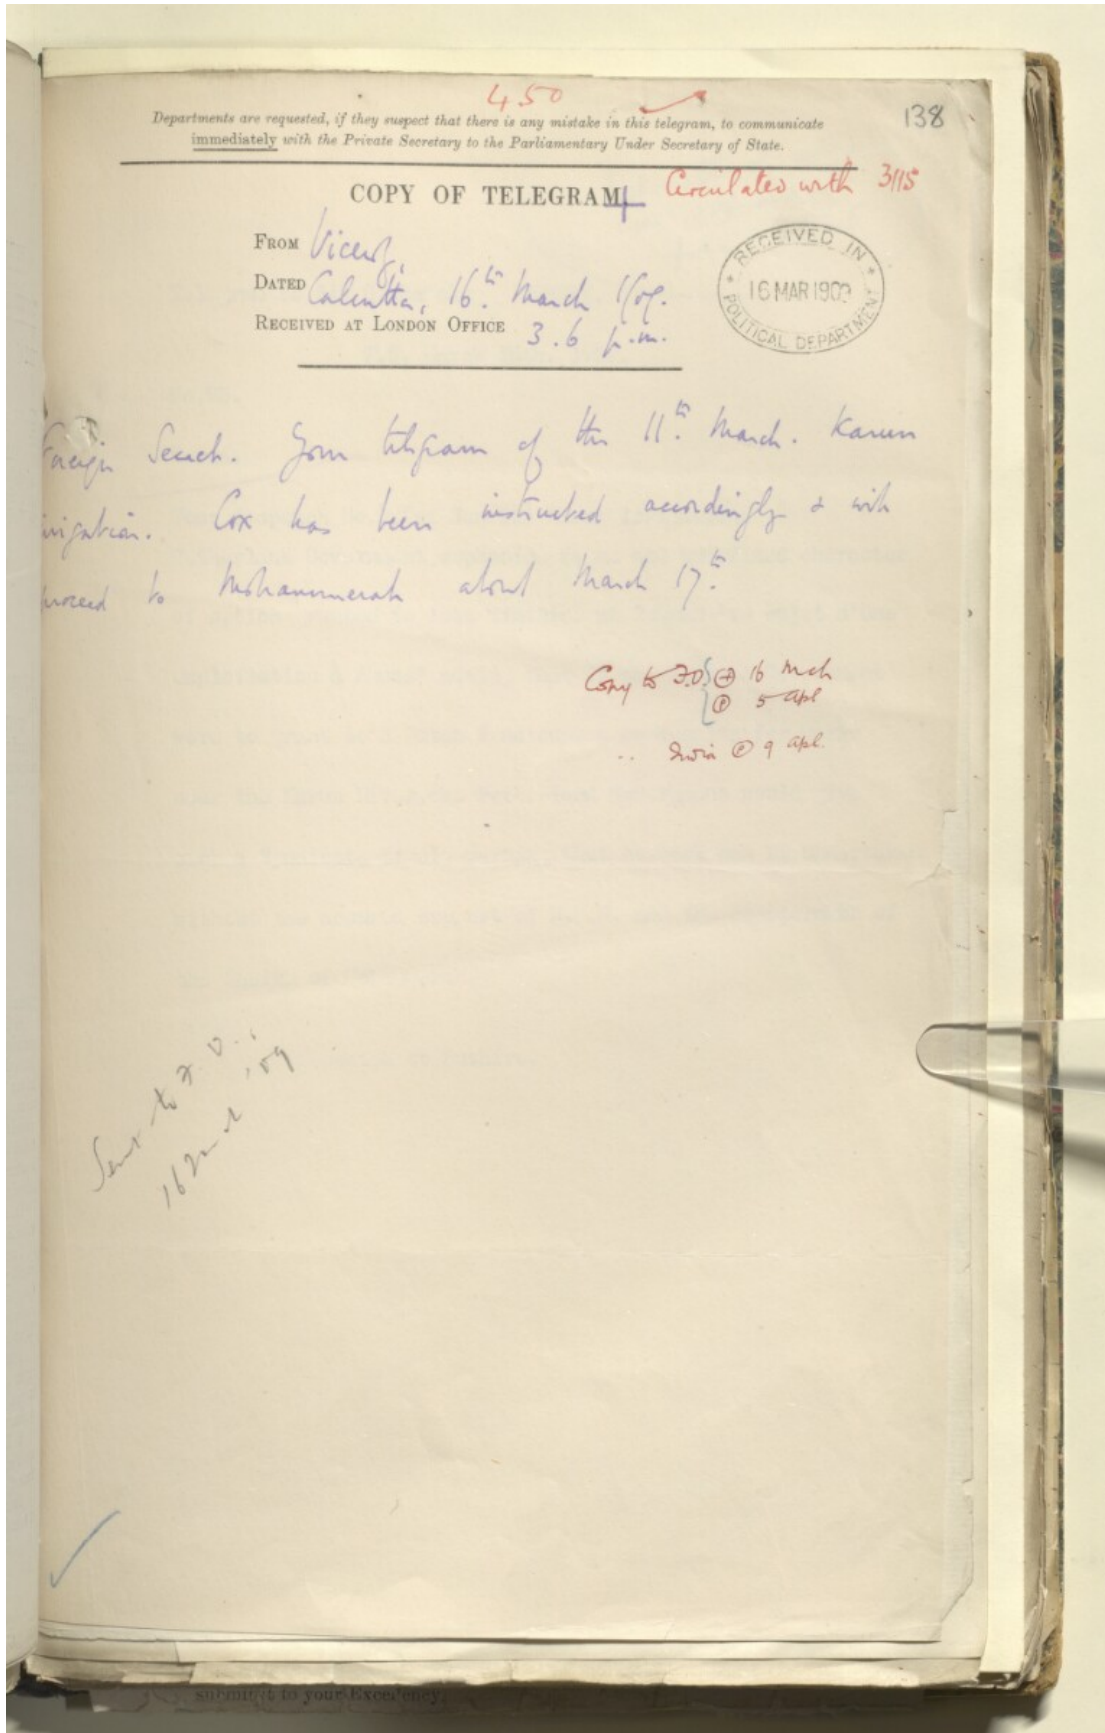 450
138
Departments are requested, if they suspect that there is any mistake in this telegram, to communicate
immediately with the Private Secretary to the Parliamentary Under Secretary of State.
Circulated with 3115
COPY OF TELEGRAM
FROM Viceroy,
DATED Calcutta, 16th March 1909.
RECEIVED AT LONDON OFFICE 3.6 p.m.
RECEIVED IN
16 MAR 1909
POLITICAL DEPARTMENT
Foreign Secret. Your telegram of the 11th March. Karun
irrigation. Cox has been instructed accordingly & will
proceed to Mohammerah about March 17th.
Copy to F.O. 16 Mch
5 Apl
.. India 9 Apl.
Sent to F.O.
16 , 09
submit to your Excellency,